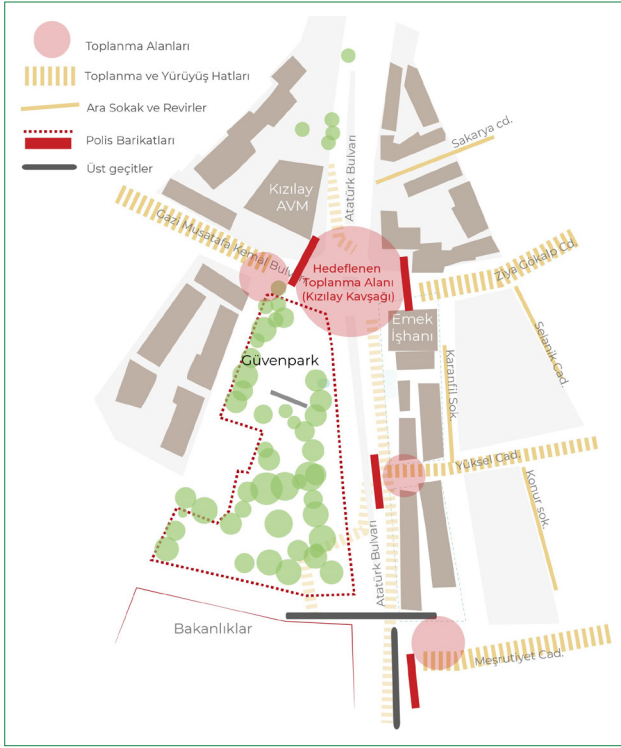 Toplanma Alanları
Toplanma ve Yürüyüş Hatları
Ara Sokak ve Revirler
Polis Barikatları
Üst geçitler
Sakarya cd.
Kızılay
AVM
Atatürk Bulvarı
Gazi Musatafa Kemal Bulva
Hedeflenen
Toplanma Alanı
(Kızılay Kavşağı)
Ziya Gökalp Cd.
Emek
İşhanı
Güvenpark
Karanfil Sok.
Selanik Cad.
Yüksel Cad.
Konur sok.
Atatürk Bulvarı
Bakanlıklar
Meşrutiyet Cad.